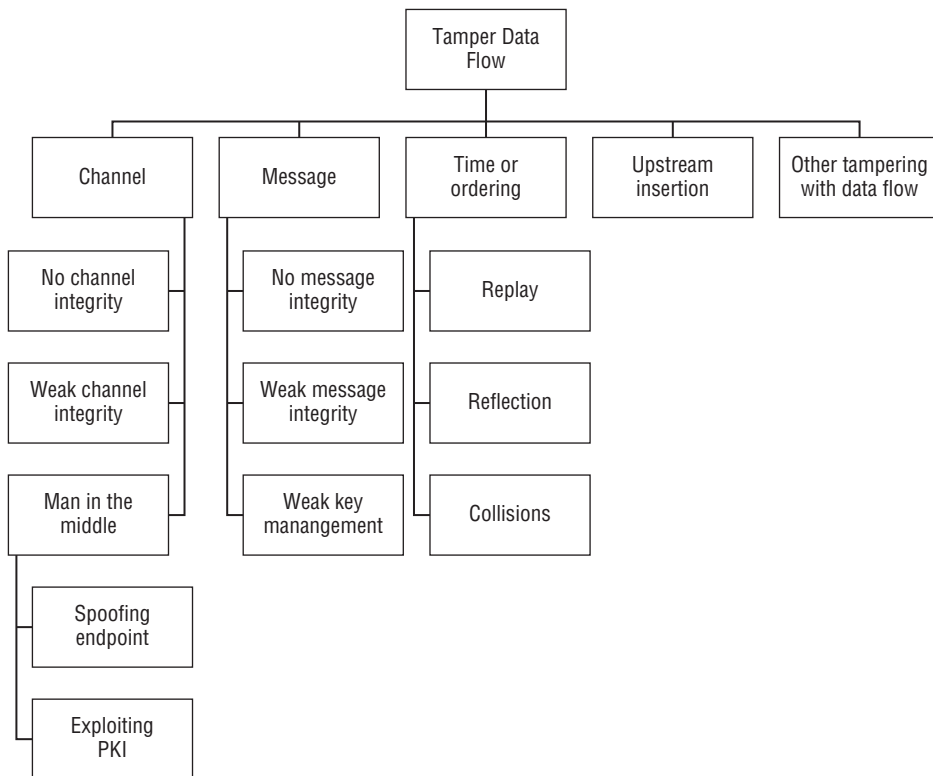 Tamper Data
Flow
Channel
Message
Time or
ordering
Upstream
insertion
Other tampering
with data flow
No channel
integrity
No message
integrity
Replay
Weak channel
integrity
Weak message
integrity
Reflection
Man in the
middle
Weak key
manangement
Collisions
Spoofing
endpoint
Exploiting
PKI